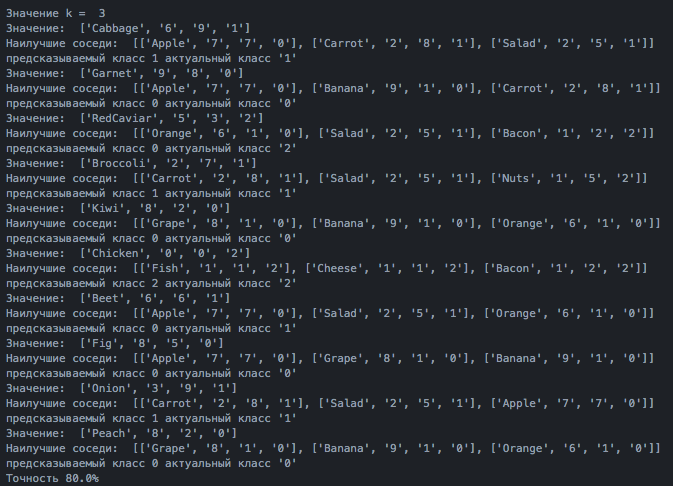 Значение k =  3
Значение:  ['Cabbage', '6', '9', '1']
Наилучшие соседи:  [['Apple', '7', '7', '0'], ['Carrot', '2', '8', '1'], ['Salad', '2', '5', '1']]
предсказываемый класс 1 актуальный класс '1'
Значение:  ['Garnet', '9', '8', '0']
Наилучшие соседи:  [['Apple', '7', '7', '0'], ['Banana', '9', '1', '0'], ['Carrot', '2', '8', '1']]
предсказываемый класс 0 актуальный класс '0'
Значение:  ['RedCaviar', '5', '3', '2']
Наилучшие соседи:  [['Orange', '6', '1', '0'], ['Salad', '2', '5', '1'], ['Bacon', '1', '2', '2']]
предсказываемый класс 0 актуальный класс '2'
Значение:  ['Broccoli', '2', '7', '1']
Наилучшие соседи:  [['Carrot', '2', '8', '1'], ['Salad', '2', '5', '1'], ['Nuts', '1', '5', '2']]
предсказываемый класс 1 актуальный класс '1'
Значение:  ['Kiwi', '8', '2', '0']
Наилучшие соседи:  [['Grape', '8', '1', '0'], ['Banana', '9', '1', '0'], ['Orange', '6', '1', '0']]
предсказываемый класс 0 актуальный класс '0'
Значение:  ['Chicken', '0', '0', '2']
Наилучшие соседи:  [['Fish', '1', '1', '2'], ['Cheese', '1', '1', '2'], ['Bacon', '1', '2', '2']]
предсказываемый класс 2 актуальный класс '2'
Значение:  ['Beet', '6', '6', '1']
Наилучшие соседи:  [['Apple', '7', '7', '0'], ['Salad', '2', '5', '1'], ['Orange', '6', '1', '0']]
предсказываемый класс 0 актуальный класс '1'
Значение:  ['Fig', '8', '5', '0']
Наилучшие соседи:  [['Apple', '7', '7', '0'], ['Grape', '8', '1', '0'], ['Banana', '9', '1', '0']]
предсказываемый класс 0 актуальный класс '0'
Значение:  ['Onion', '3', '9', '1']
Наилучшие соседи:  [['Carrot', '2', '8', '1'], ['Salad', '2', '5', '1'], ['Apple', '7', '7', '0']]
предсказываемый класс 1 актуальный класс '1'
Значение:  ['Peach', '8', '2', '0']
Наилучшие соседи:  [['Grape', '8', '1', '0'], ['Banana', '9', '1', '0'], ['Orange', '6', '1', '0']]
предсказываемый класс 0 актуальный класс '0'
Точность 80.0%